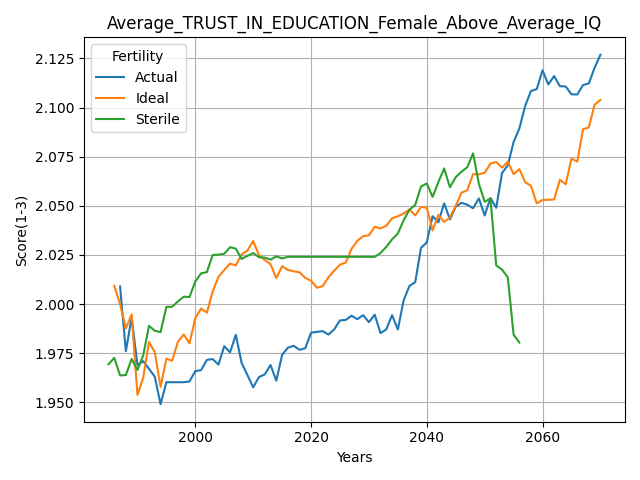 Average_TRUST_IN_EDUCATION_Female_Above_Average_IQ
Fertility
Actual
Ideal
Sterile
Score(1-3)
2.125
2.100
2.075
2.050
2.025
2.000
1.975
1.950
2000
2020
2040
2060
Years